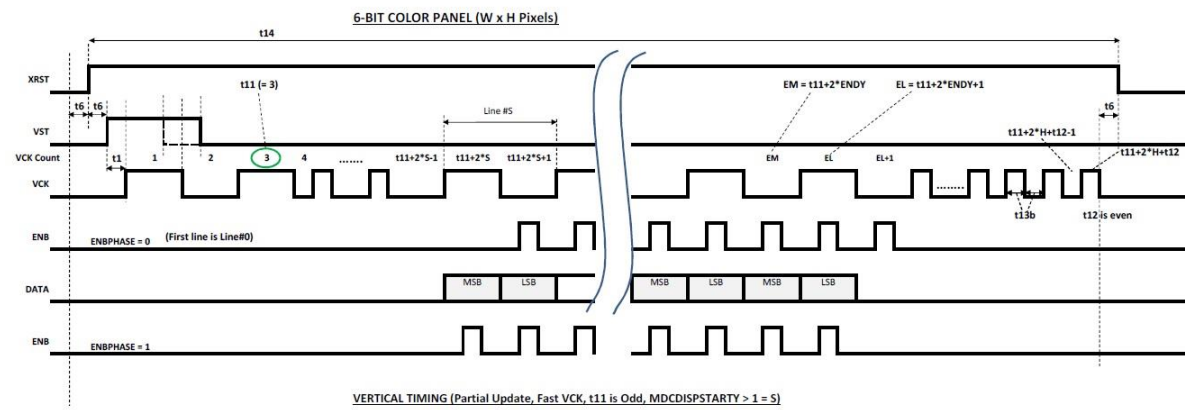 6-BIT COLOR PANEL (W x H Pixels)
t14
XRST
t11 (= 3)
EM = t11+2*ENDY
EL = t11+2*ENDY+1
t6 t6
Line #S
t6
VST
t11+2*H+t12-1
VCK Count
t1
1
2
3
4
........
t11+2*S-1
t11+2*S
t11+2*S+1
EM
EL
EL+1
t11+2*H+t12
VCK
........
t13b
t12 is even
ENB
ENBPHASE = 0
(First line is Line#0)
DATA
MSB
LSB
MSB
LSB
MSB
LSB
ENB
ENBPHASE = 1
VERTICAL TIMING (Partial Update, Fast VCK, t11 is Odd, MDCDISPSTARTY > 1 = S)